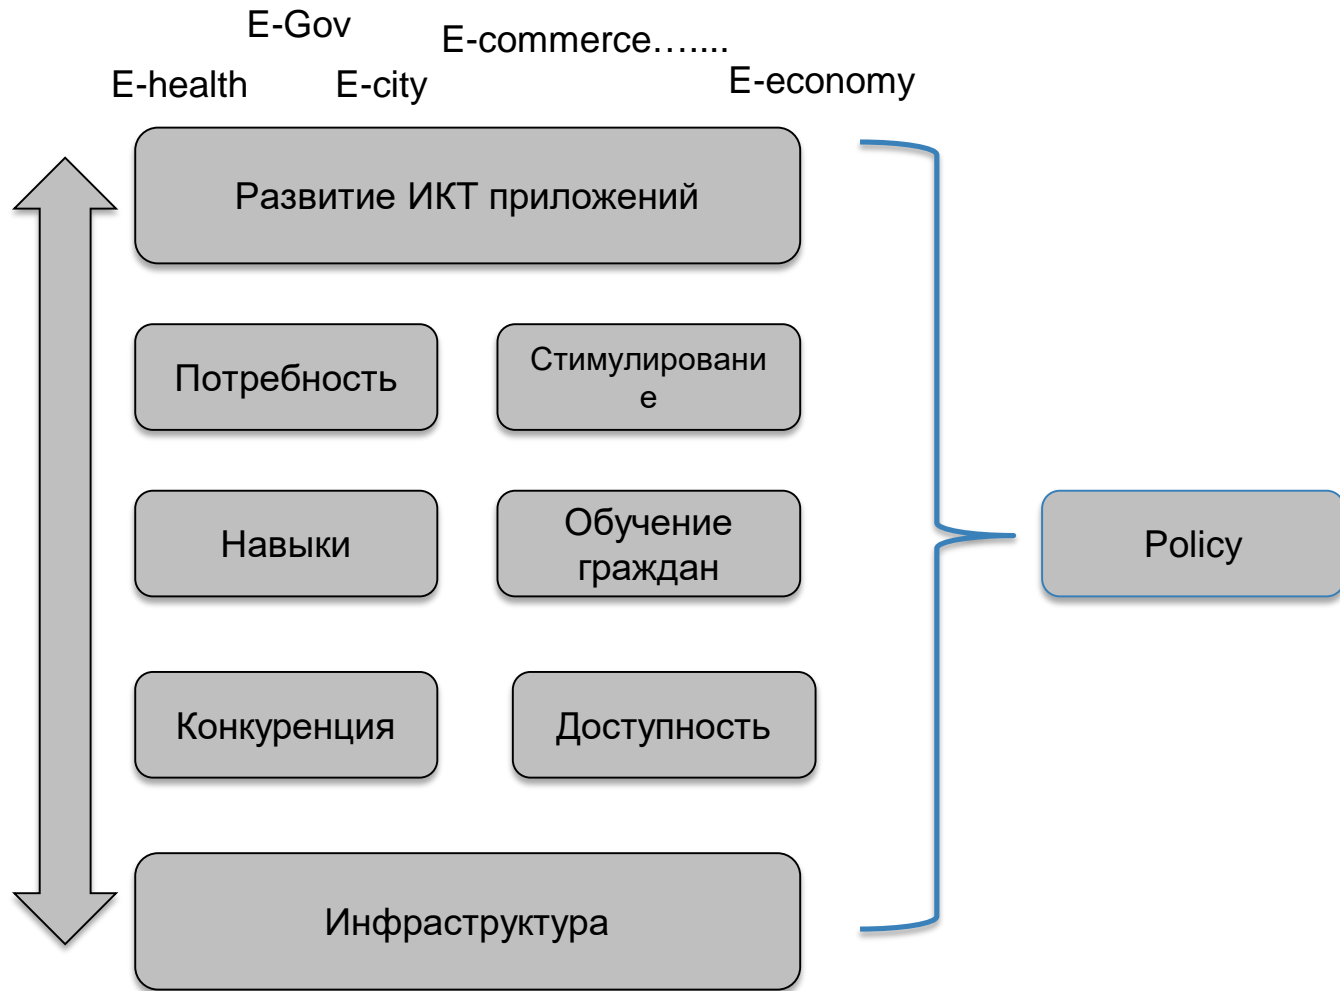 E-Gov
E-commerce…....
E-health
E-city
E-economy
Развитие ИКТ приложений
Потребность
Стимулировани
е
Навыки
Обучение
граждан
Policy
Конкуренция
Доступность
Инфраструктура